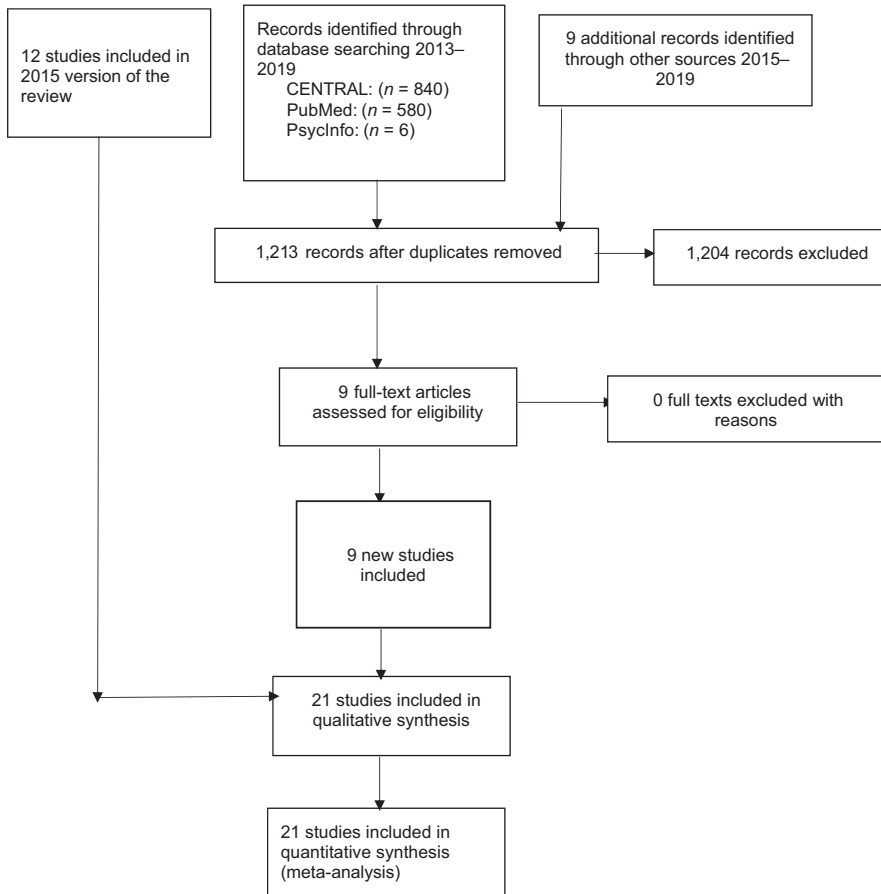 12 studies included in
2015 version of the
review
Records identified through
database searching 2013–
2019
CENTRAL: (n = 840)
PubMed: (n = 580)
PsycInfo: (n = 6)
9 additional records identified
through other sources 2015–
2019
1,213 records after duplicates removed
1,204 records excluded
9 full-text articles
assessed for eligibility
0 full texts excluded with
reasons
9 new studies
included
21 studies included in
qualitative synthesis
21 studies included in
quantitative synthesis
(meta-analysis)